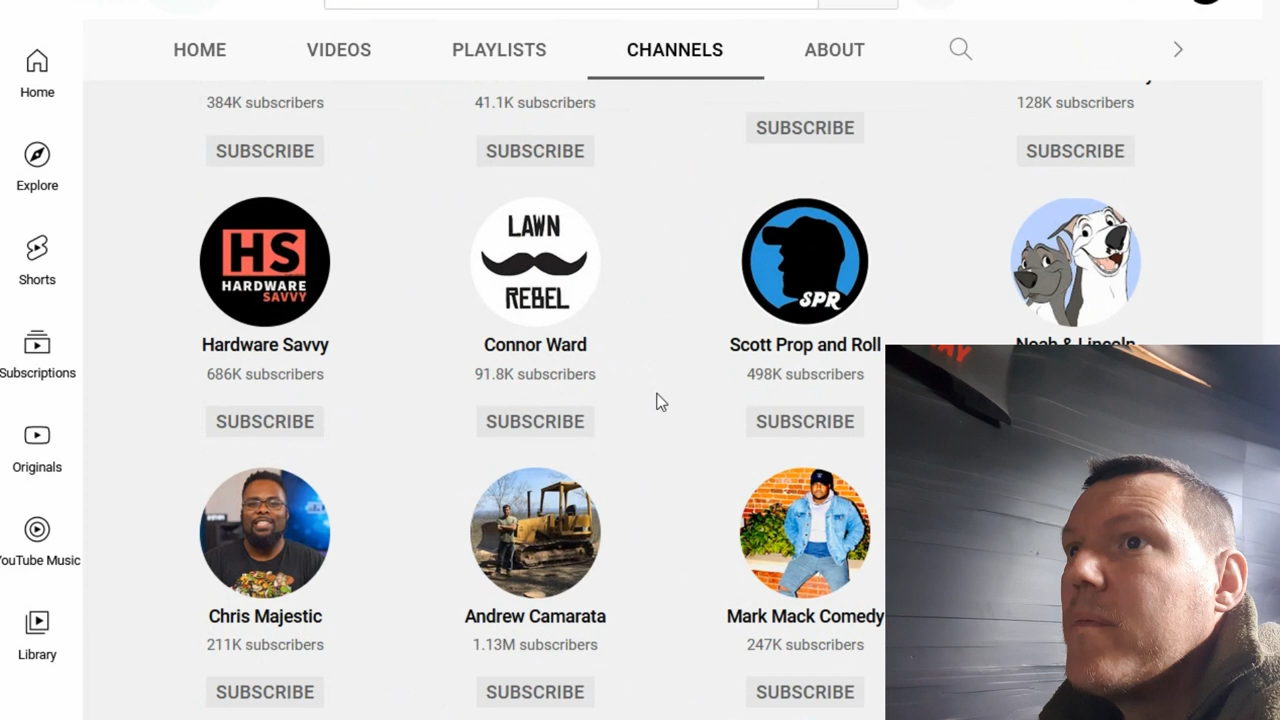 HOME VIDEOS PLAYLISTS CHANNELS ABOUT
Home
Explore
Shorts
Subscriptions
Originals
YouTube Music
Library
384K subscribers 41.1K subscribers 128K subscribers
SUBSCRIBE SUBSCRIBE SUBSCRIBE SUBSCRIBE
HS
HARDWARE
SAVVY
LAWN
REBEL
SPR
Hardware Savvy Connor Ward Scott Prop and Roll Noah & Lincoln
686K subscribers 91.8K subscribers 498K subscribers
SUBSCRIBE SUBSCRIBE SUBSCRIBE
Chris Majestic Andrew Camarata Mark Mack Comedy
211K subscribers 1.13M subscribers 247K subscribers
SUBSCRIBE SUBSCRIBE SUBSCRIBE